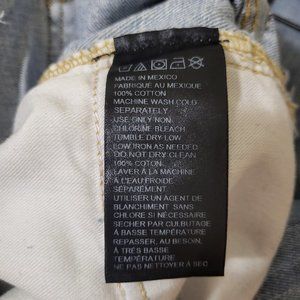 MADE IN MEXICO
FABRIQUÉ AU MEXIQUE
100% COTTON
MACHINE WASH COLD
SEPARATELY
USE ONLY NON
CHLORINE BLEACH
TUMBLE DRY LOW
LOW IRON AS NEEDED
DO NOT DRY CLEAN
100% COTON
LAVER À LA MACHINE
À L'EAU FROIDE
SÉPARÉMENT
UTILISER UN AGENT DE
BLANCHIMENT SANS
CHLORE SI NÉCESSAIRE
SÉCHER PAR CULBUTAGE
À BASSE TEMPÉRATURE
REPASSER, AU BESOIN,
À TRÈS BASSE
TEMPÉRATURE
NE PAS NETTOYER À SEC